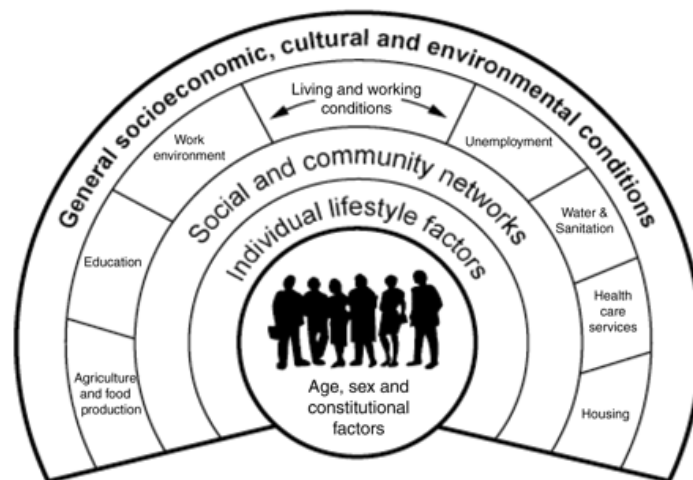 General socioeconomic, cultural and environmental conditions
Living and working
conditions
Work
environment
Unemployment
Social and community networks
Water &
Sanitation
Individual lifestyle factors
Education
Health
care
services
Agriculture
and food
production
Age, sex and
constitutional
factors
Housing